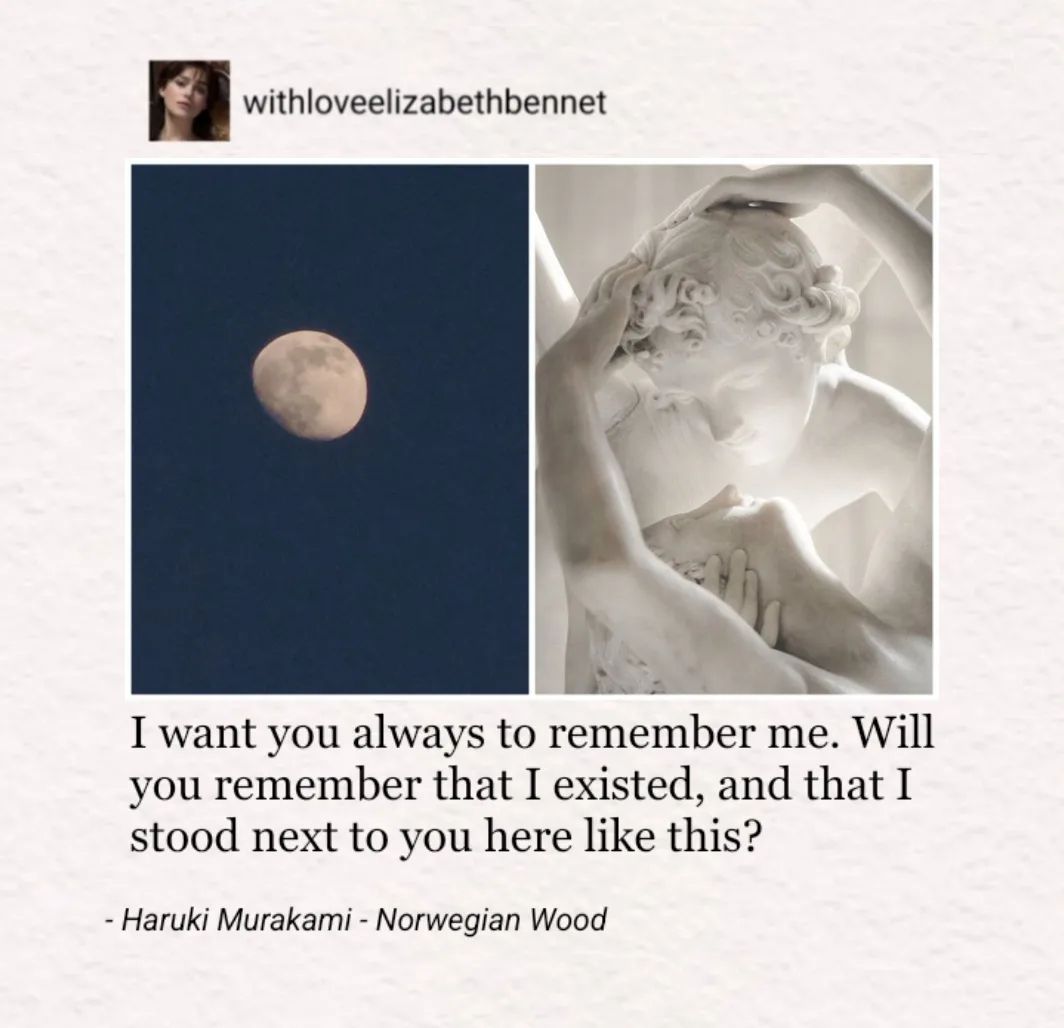 withloveelizabethbennet
I want you always to remember me. Will
you remember that I existed, and that I
stood next to you here like this?
- Haruki Murakami - Norwegian Wood